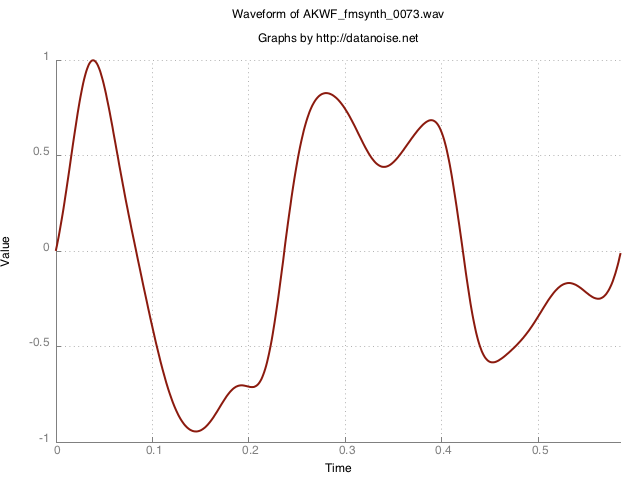 Waveform of AKWF_fmsynth_0073.wav
Graphs by http://datanoise.net
1
0.5
0
-0.5
-1
Value
0 0.1 0.2 0.3 0.4 0.5
Time